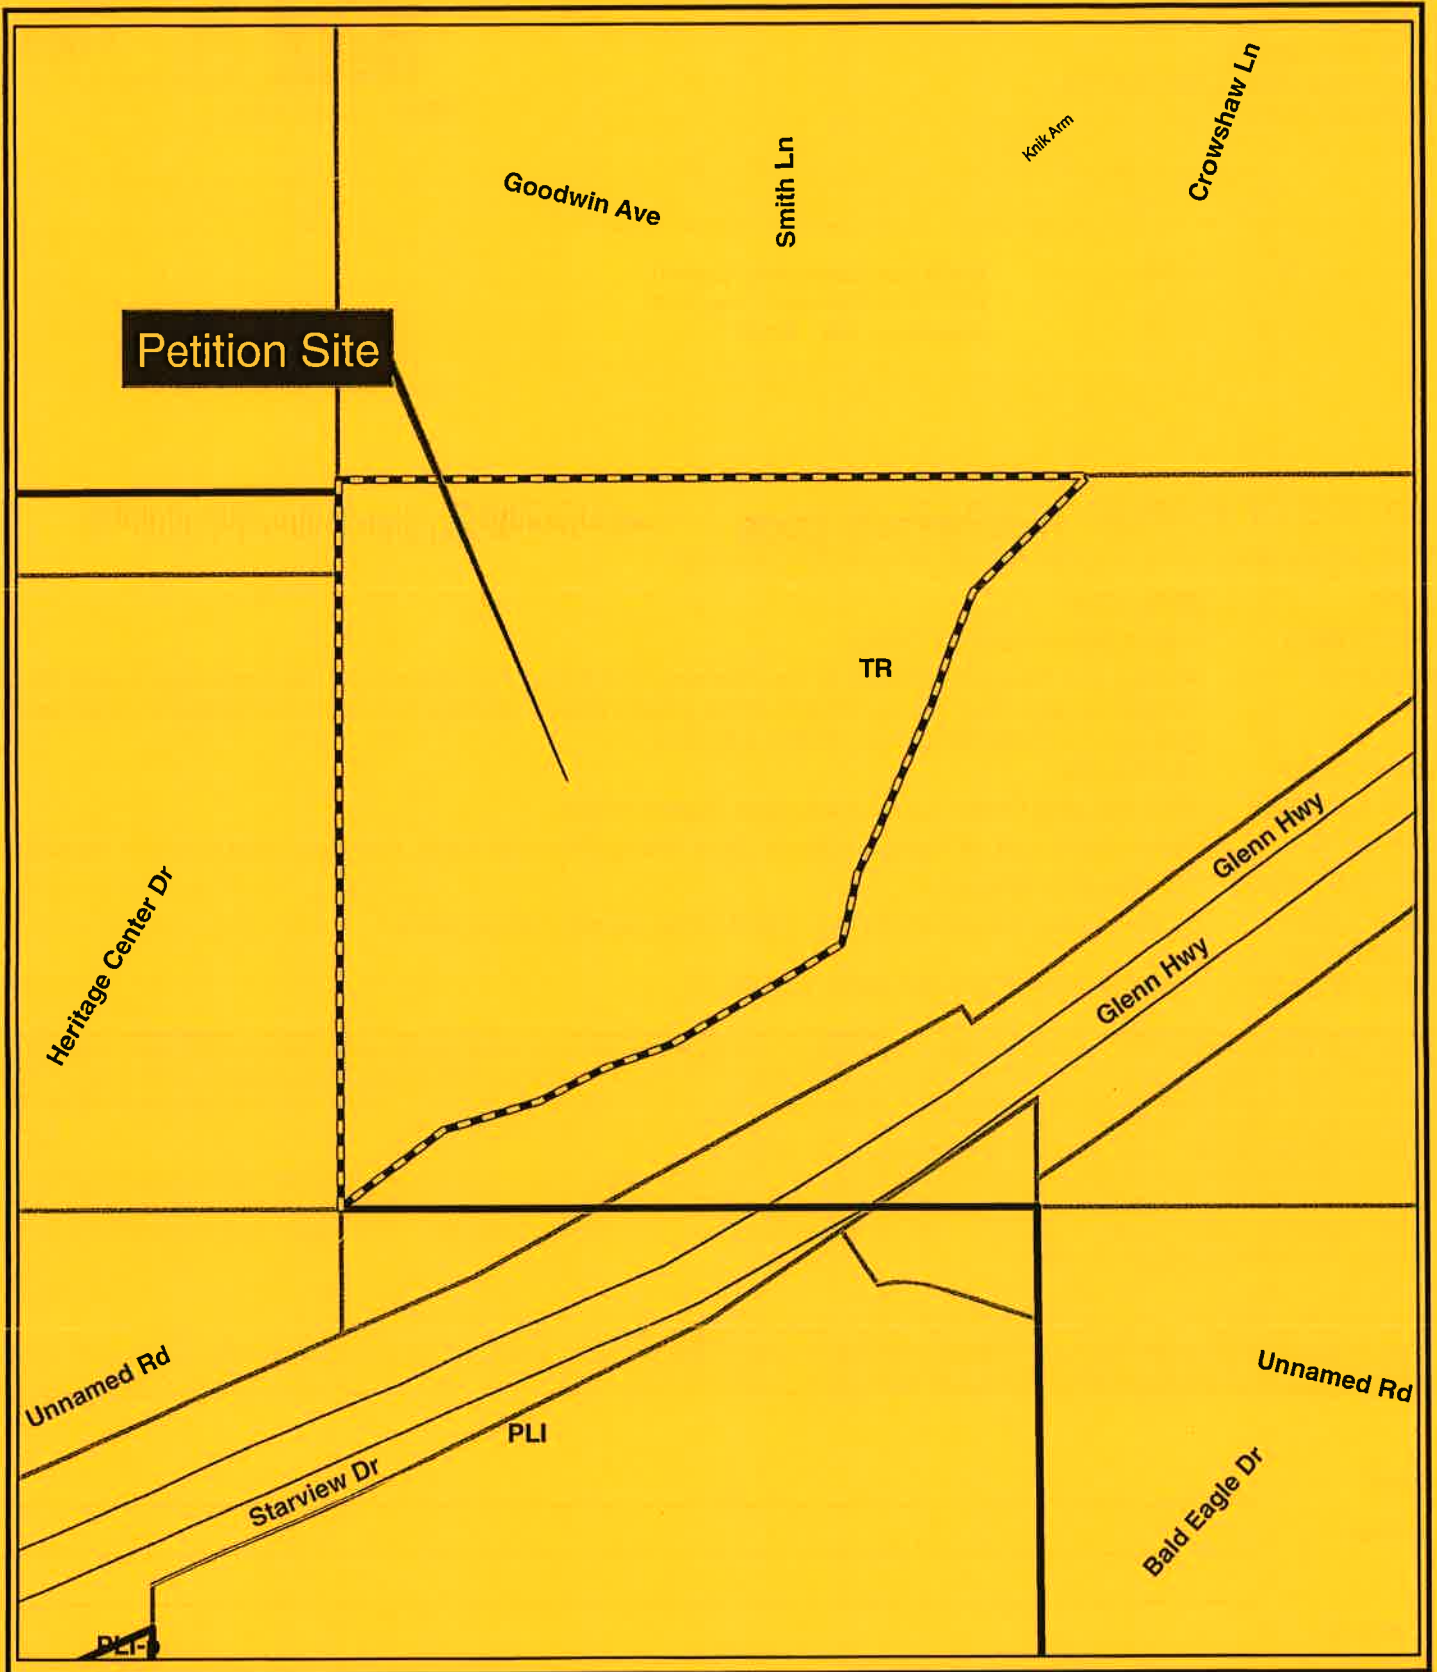 Crowshaw Ln
Knik Arm
Smith Ln
Goodwin Ave
Petition Site
TR
Glenn Hwy
Heritage Center Dr
Glenn Hwy
Unnamed Rd
Unnamed Rd
PLI
Starview Dr
Bald Eagle Dr